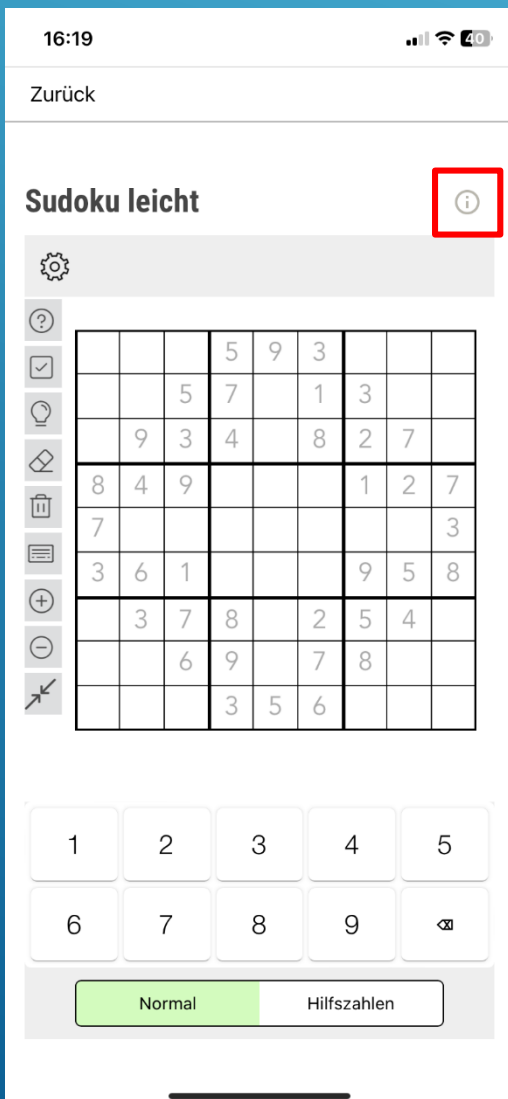 16:19
40
Zurück
Sudoku leicht
5 9 3
5 7 1 3
9 3 4 8 2 7
8 4 9 1 2 7
7 3
3 6 1 9 5 8
3 7 8 2 5 4
6 9 7 8
3 5 6
1 2 3 4 5
6 7 8 9
Normal Hilfszahlen